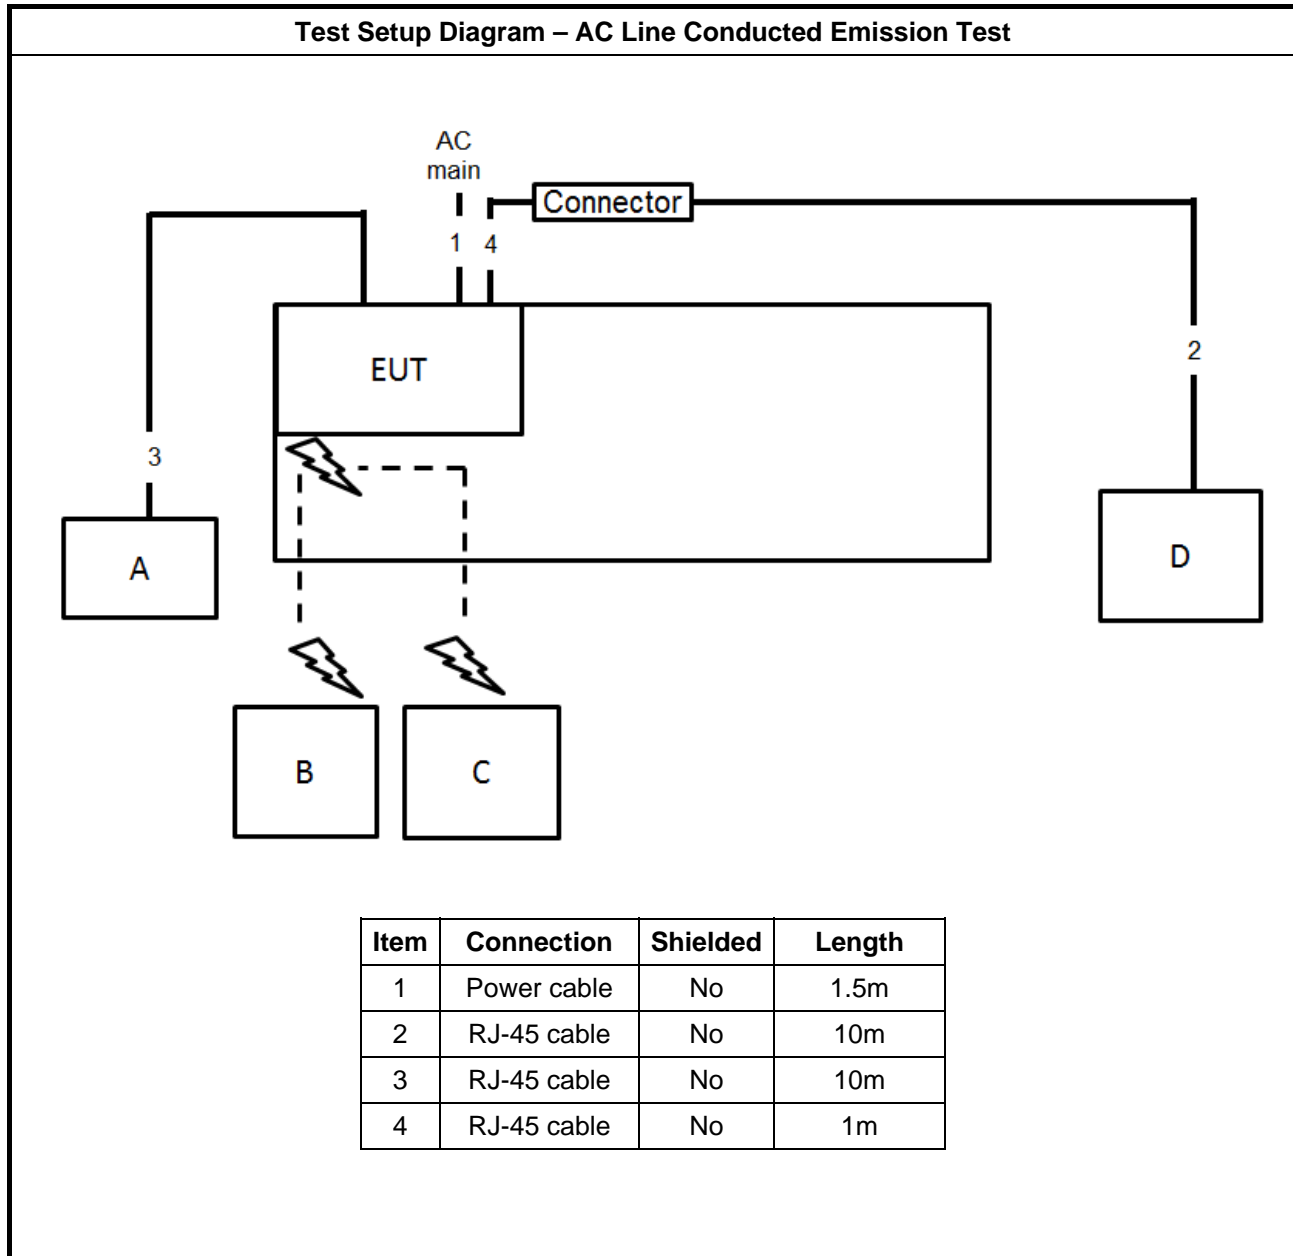 Test Setup Diagram – AC Line Conducted Emission Test
AC
main
Connector
1 4
EUT
2
3
A
D
B
C
Item Connection Shielded Length
1 Power cable No 1.5m
2 RJ-45 cable No 10m
3 RJ-45 cable No 10m
4 RJ-45 cable No 1m